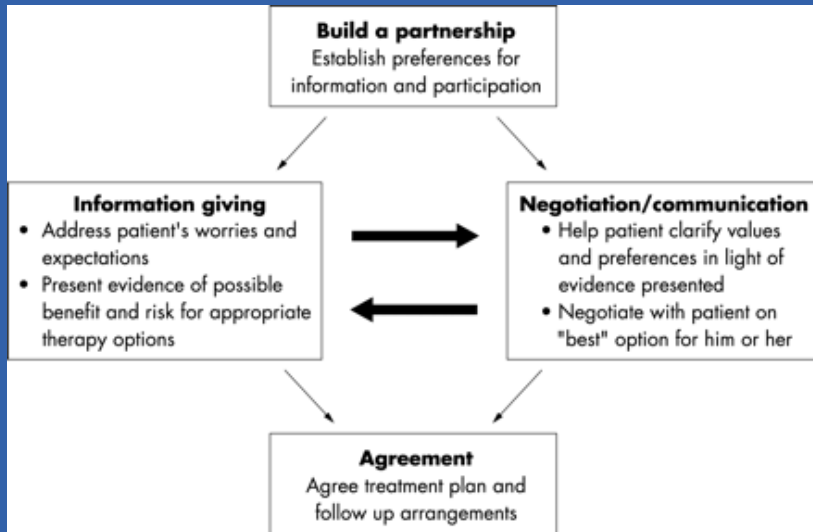 Build a partnership
Establish preferences for
information and participation
Information giving
• Address patient's worries and
expectations
• Present evidence of possible
benefit and risk for appropriate
therapy options
Negotiation/communication
• Help patient clarify values
and preferences in light of
evidence presented
• Negotiate with patient on
"best" option for him or her
Agreement
Agree treatment plan and
follow up arrangements